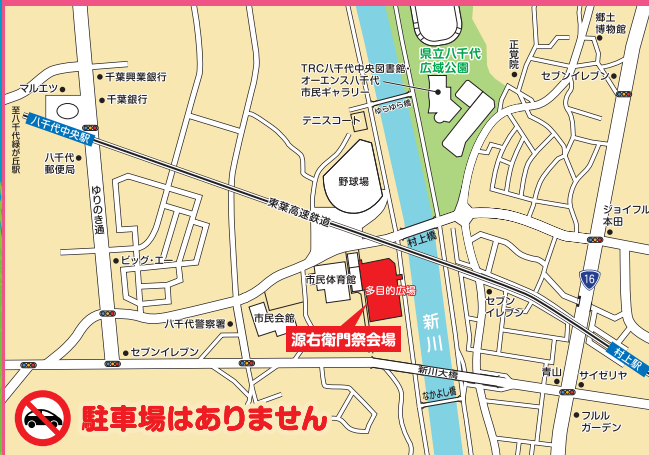 郷土
博物館
正覚院
県立八千代
広域公園
TRC八千代中央図書館・
オーエンス八千代
市民ギャラリー
セブンイレブン
千葉興業銀行
マルエツ
千葉銀行
ゆらゆら橋
テニスコート
至八千代緑が丘駅
八千代中央駅
八千代
郵便局
野球場
ゆりのき通
東葉高速鉄道
ジョイフル
本田
村上橋
ビッグ・エー
市民体育館
多目的広場
16
セブン
イレブン
八千代警察署
市民会館
新川
源右衛門祭会場
村上駅
セブンイレブン
新川大橋
青山
サイゼリヤ
なかよし橋
フルル
ガーデン
駐車場はありません